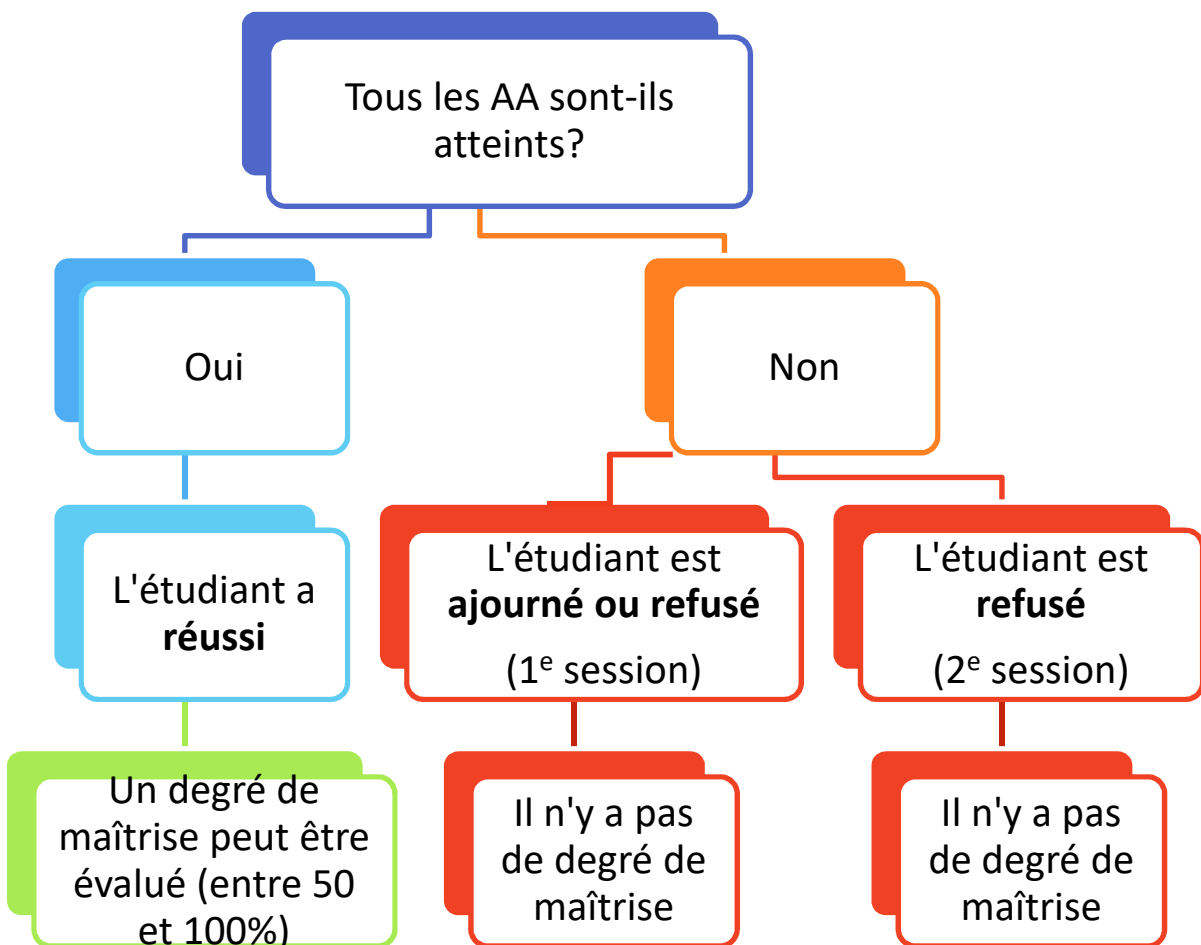 Tous les AA sont-ils
atteints?
Oui
Non
L'étudiant a
réussi
L'étudiant est
ajourné ou refusé
(1e session)
L'étudiant est
refusé
(2e session)
Un degré de
maîtrise peut être
évalué (entre 50
et 100%)
Il n'y a pas
de degré de
maîtrise
Il n'y a pas
de degré de
maîtrise